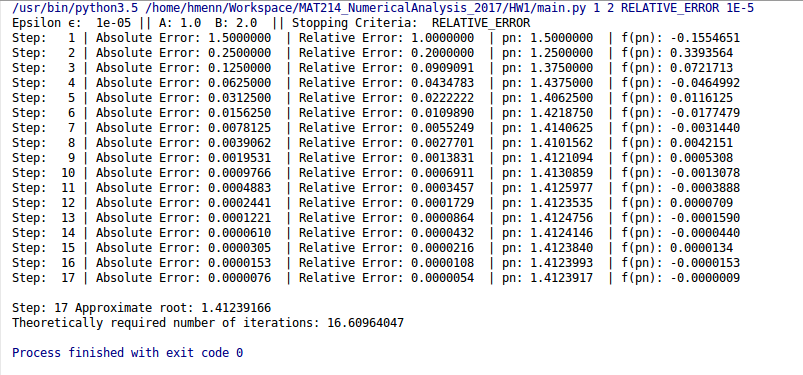 /usr/bin/python3.5 /home/hmenn/Workspace/MAT214_NumericalAnalysis_2017/HW1/main.py 1 2 RELATIVE_ERROR 1E-5
Epsilon ϵ:  1e-05 || A: 1.0  B: 2.0  || Stopping Criteria:  RELATIVE_ERROR
Step:   1 | Absolute Error: 1.5000000  | Relative Error: 1.0000000  | pn: 1.5000000  | f(pn): -0.1554651
Step:   2 | Absolute Error: 0.2500000  | Relative Error: 0.2000000  | pn: 1.2500000  | f(pn): 0.3393564
Step:   3 | Absolute Error: 0.1250000  | Relative Error: 0.0909091  | pn: 1.3750000  | f(pn): 0.0721713
Step:   4 | Absolute Error: 0.0625000  | Relative Error: 0.0434783  | pn: 1.4375000  | f(pn): -0.0464992
Step:   5 | Absolute Error: 0.0312500  | Relative Error: 0.0222222  | pn: 1.4062500  | f(pn): 0.0116125
Step:   6 | Absolute Error: 0.0156250  | Relative Error: 0.0109890  | pn: 1.4218750  | f(pn): -0.0177479
Step:   7 | Absolute Error: 0.0078125  | Relative Error: 0.0055249  | pn: 1.4140625  | f(pn): -0.0031440
Step:   8 | Absolute Error: 0.0039062  | Relative Error: 0.0027701  | pn: 1.4101562  | f(pn): 0.0042151
Step:   9 | Absolute Error: 0.0019531  | Relative Error: 0.0013831  | pn: 1.4121094  | f(pn): 0.0005308
Step:  10 | Absolute Error: 0.0009766  | Relative Error: 0.0006911  | pn: 1.4130859  | f(pn): -0.0013078
Step:  11 | Absolute Error: 0.0004883  | Relative Error: 0.0003457  | pn: 1.4125977  | f(pn): -0.0003888
Step:  12 | Absolute Error: 0.0002441  | Relative Error: 0.0001729  | pn: 1.4123535  | f(pn): 0.0000709
Step:  13 | Absolute Error: 0.0001221  | Relative Error: 0.0000864  | pn: 1.4124756  | f(pn): -0.0001590
Step:  14 | Absolute Error: 0.0000610  | Relative Error: 0.0000432  | pn: 1.4124146  | f(pn): -0.0000440
Step:  15 | Absolute Error: 0.0000305  | Relative Error: 0.0000216  | pn: 1.4123840  | f(pn): 0.0000134
Step:  16 | Absolute Error: 0.0000153  | Relative Error: 0.0000108  | pn: 1.4123993  | f(pn): -0.0000153
Step:  17 | Absolute Error: 0.0000076  | Relative Error: 0.0000054  | pn: 1.4123917  | f(pn): -0.0000009
Step: 17 Approximate root: 1.41239166
Theoretically required number of iterations: 16.60964047
Process finished with exit code 0